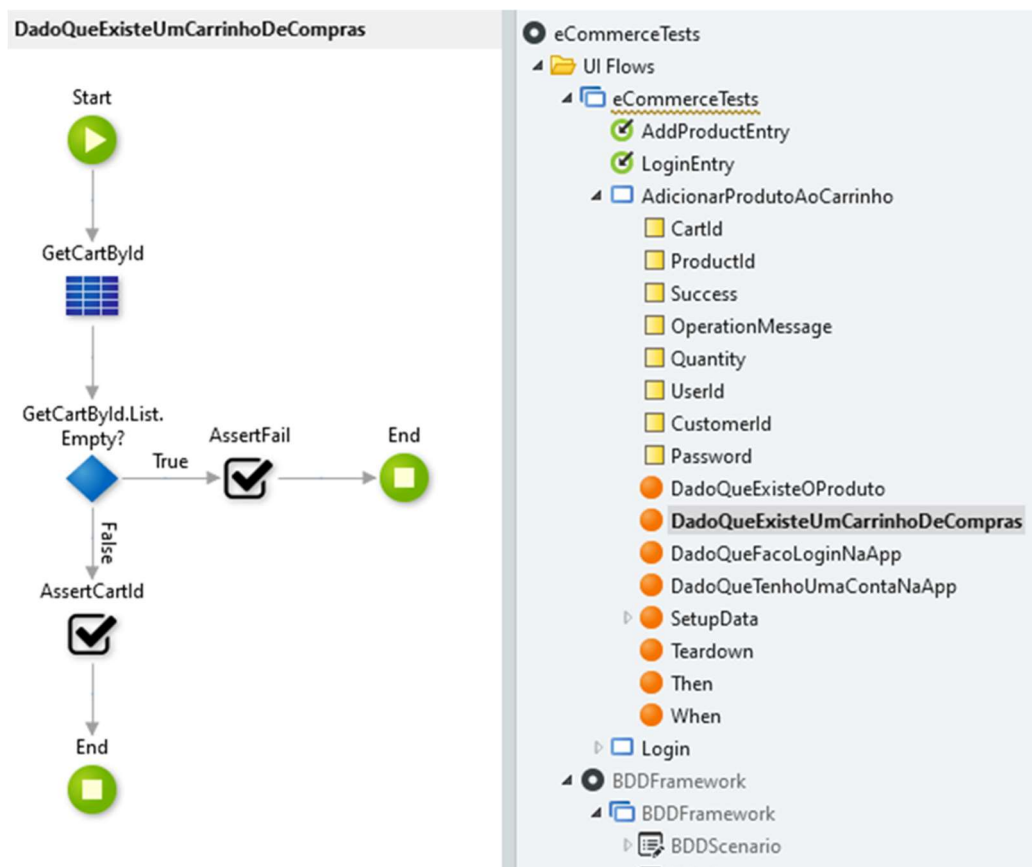 DadoQueExisteUmCarrinhoDeCompras
Start
GetCartById
GetCartById.List.
Empty?
True
AssertFail
End
False
AssertCartId
End
eCommerceTests
UI Flows
eCommerceTests
AddProductEntry
LoginEntry
AdicionarProdutoAoCarrinho
CartId
ProductId
Success
OperationMessage
Quantity
UserId
CustomerId
Password
DadoQueExisteOProduto
DadoQueExisteUmCarrinhoDeCompras
DadoQueFacoLoginNaApp
DadoQueTenhoUmaContaNaApp
SetupData
Teardown
Then
When
Login
BDDFramework
BDDFramework
BDDScenario